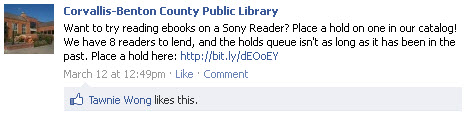 Corvallis-Benton County Public Library
Want to try reading ebooks on a Sony Reader? Place a hold on one in our catalog!
We have 8 readers to lend, and the holds queue isn't as long as it has been in the
past. Place a hold here: http://bit.ly/dEOoEY
March 12 at 12:49pm · Like · Comment
Tawnie Wong likes this.